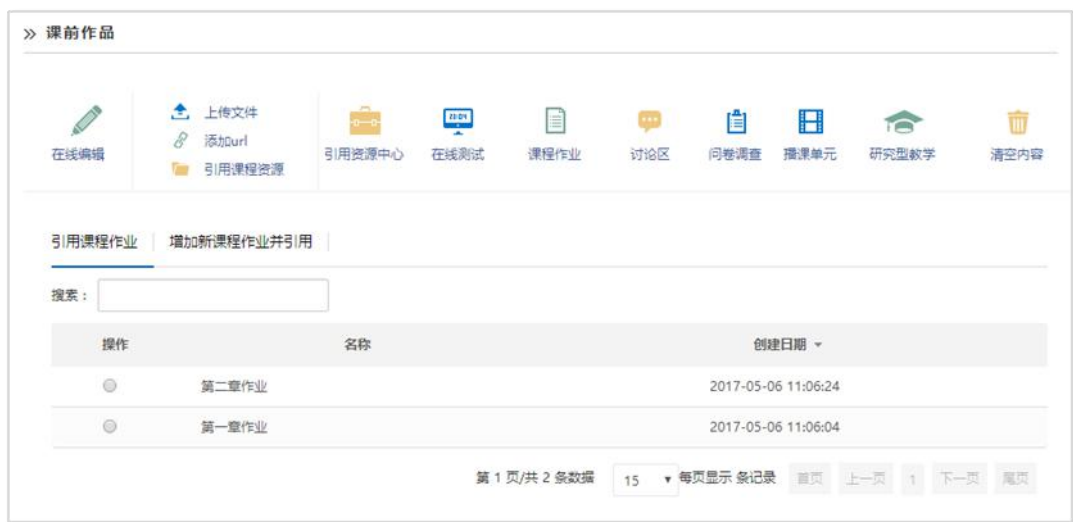 » 课前作品
在线编辑
上传文件
添加url
引用课程资源
引用资源中心
在线测试
课程作业
讨论区
问卷调查
播课单元
研究型教学
清空内容
引用课程作业 增加新课程作业并引用
搜索：
操作 名称 创建日期
第二章作业 2017-05-06 11:06:24
第一章作业 2017-05-06 11:06:04
第 1 页/共 2 条数据 15 每页显示 条记录 首页 上一页 1 下一页 尾页